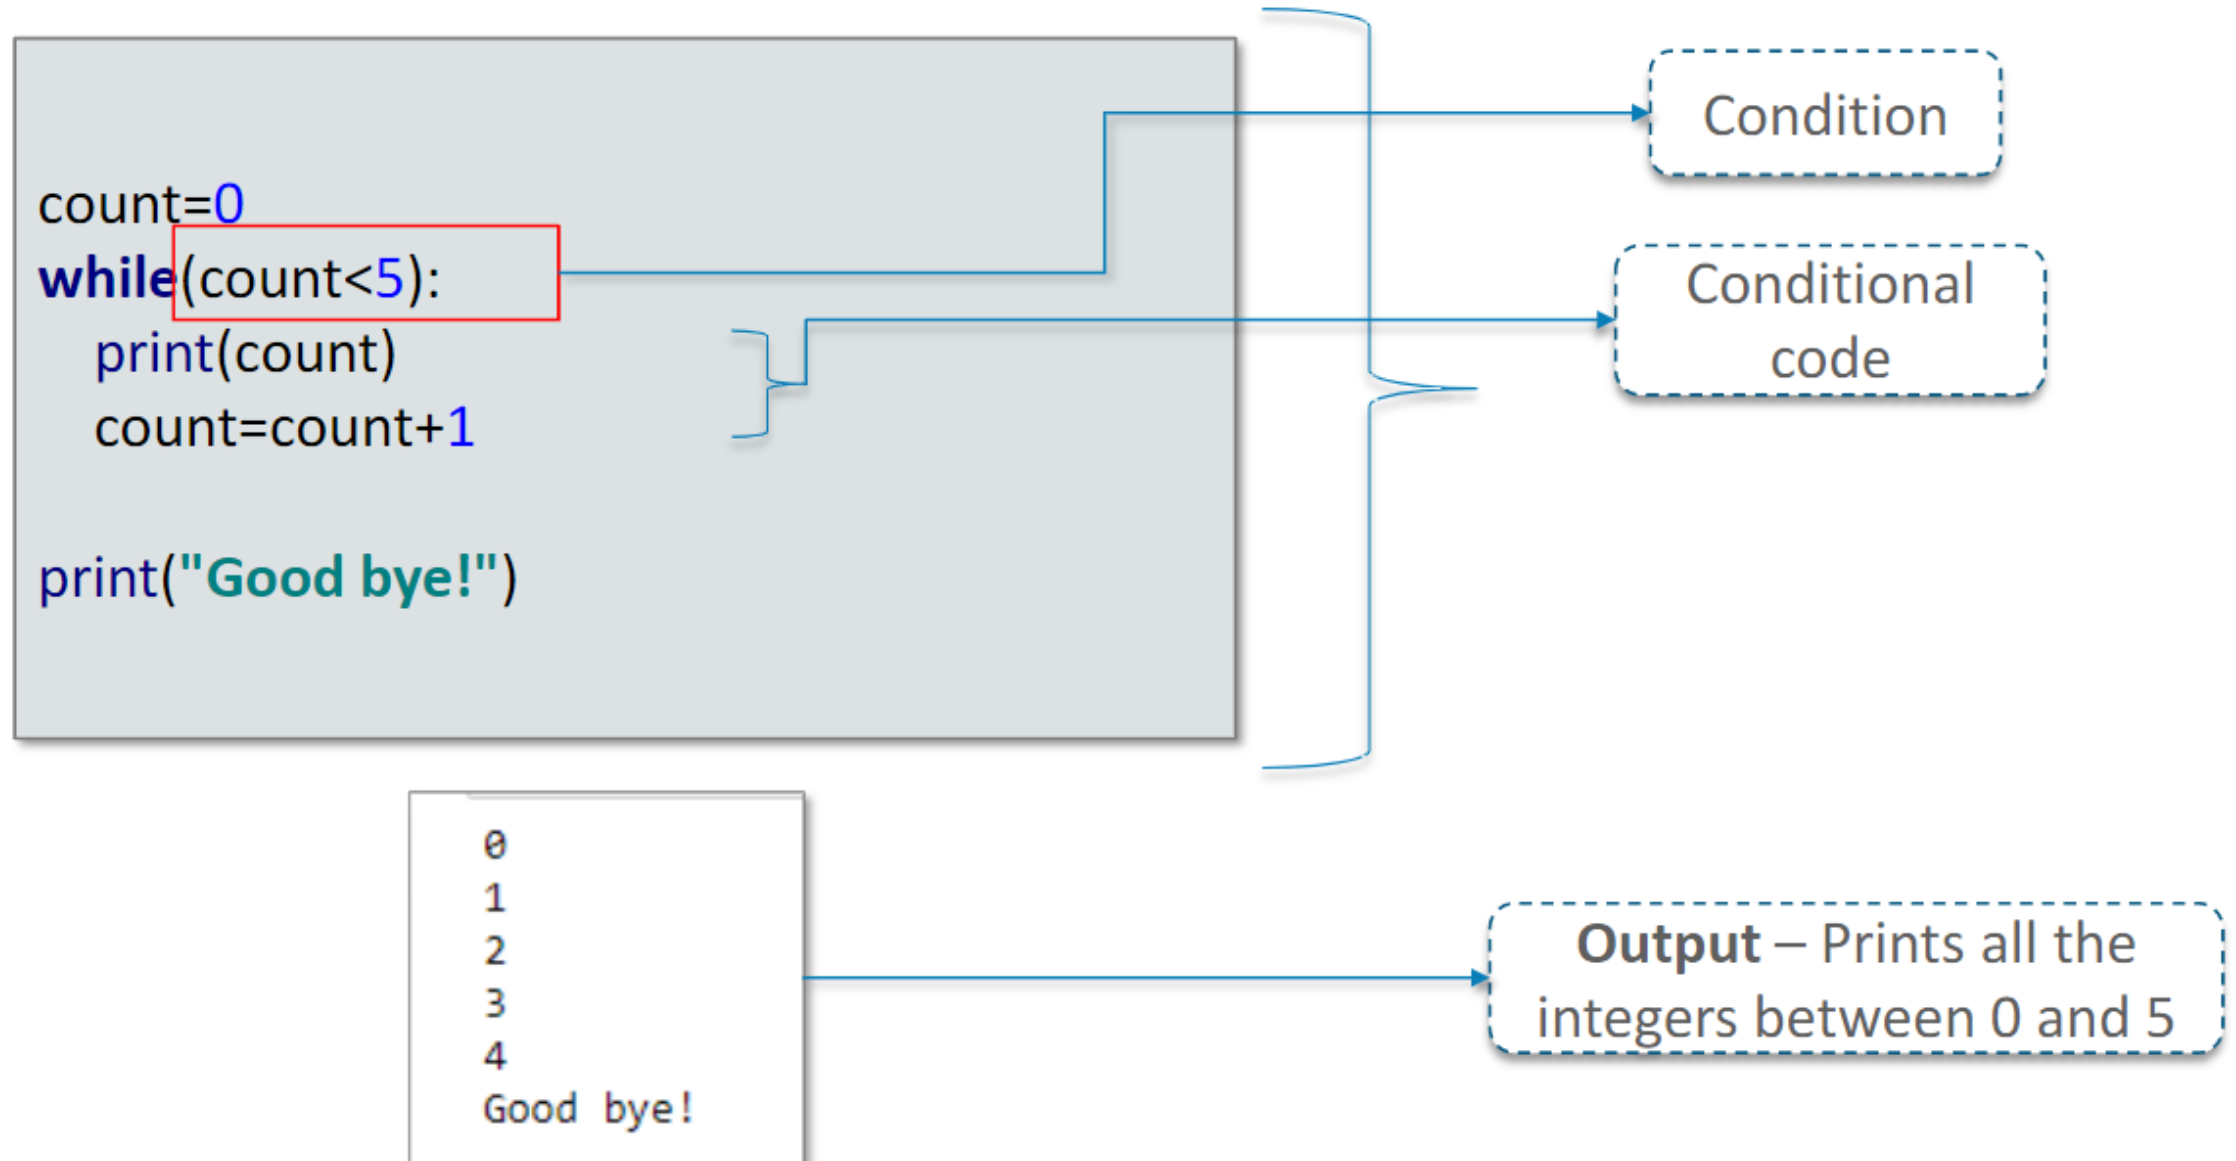 count=0
while(count<5):
print(count)
count=count+1
print("Good bye!")
Condition
Conditional
code
0
1
2
3
4
Good bye!
Output – Prints all the
integers between 0 and 5